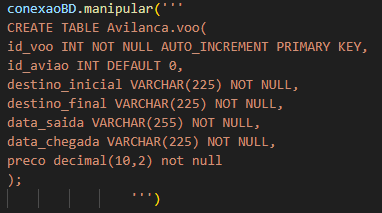 conexaoBD.manipular('''
CREATE TABLE Avilanca.voo(
id_voo INT NOT NULL AUTO_INCREMENT PRIMARY KEY,
id_aviao INT DEFAULT 0,
destino_inicial VARCHAR(225) NOT NULL,
destino_final VARCHAR(225) NOT NULL,
data_saida VARCHAR(255) NOT NULL,
data_chegada VARCHAR(225) NOT NULL,
preco decimal(10,2) not null
);
''')